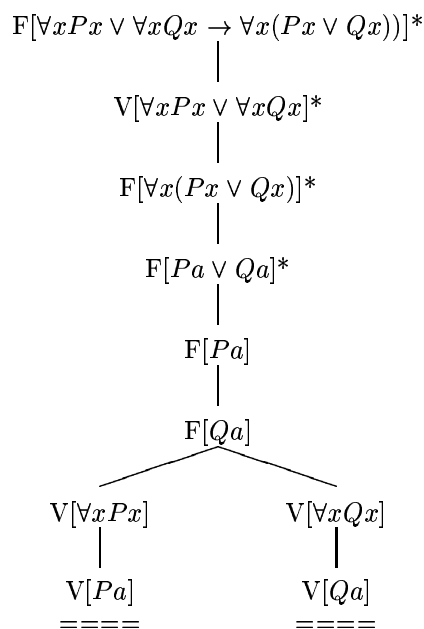 F[∀xPx ∨ ∀xQx → ∀x(Px ∨ Qx))]*
V[∀xPx ∨ ∀xQx]*
F[∀x(Px ∨ Qx)]*
F[Pa ∨ Qa]*
F[Pa]
F[Qa]
V[∀xPx] V[∀xQx]
V[Pa] V[Qa]
==== ====